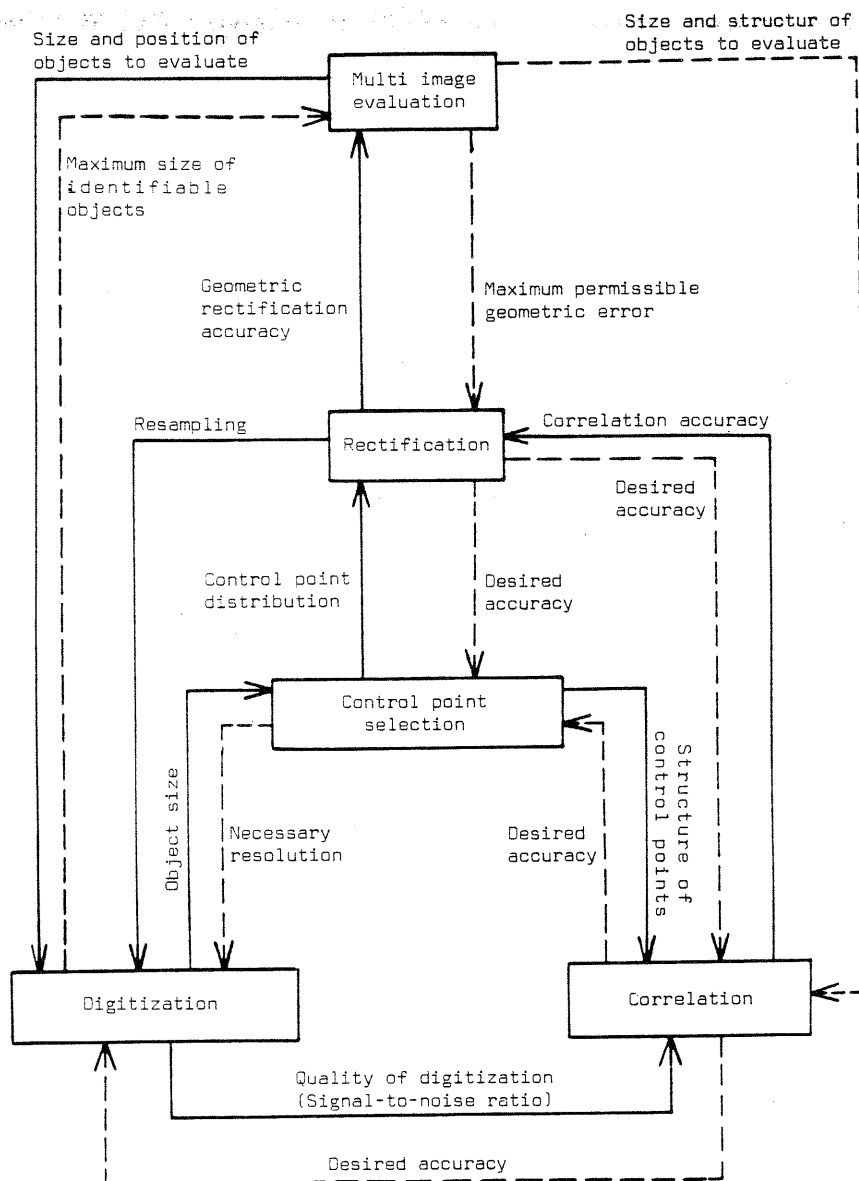 Size and position of
objects to evaluate
Size and structur of
objects to evaluate
Multi image
evaluation
Maximum size of
identifiable
objects
Geometric
rectification
accuracy
Maximum permissible
geometric error
Resampling
Rectification
Correlation accuracy
Desired
accuracy
Control point
distribution
Desired
accuracy
Control point
selection
Object size
Necessary
resolution
Desired
accuracy
Structure of
control points
Digitization
Correlation
Quality of digitization
(Signal-to-noise ratio)
Desired accuracy